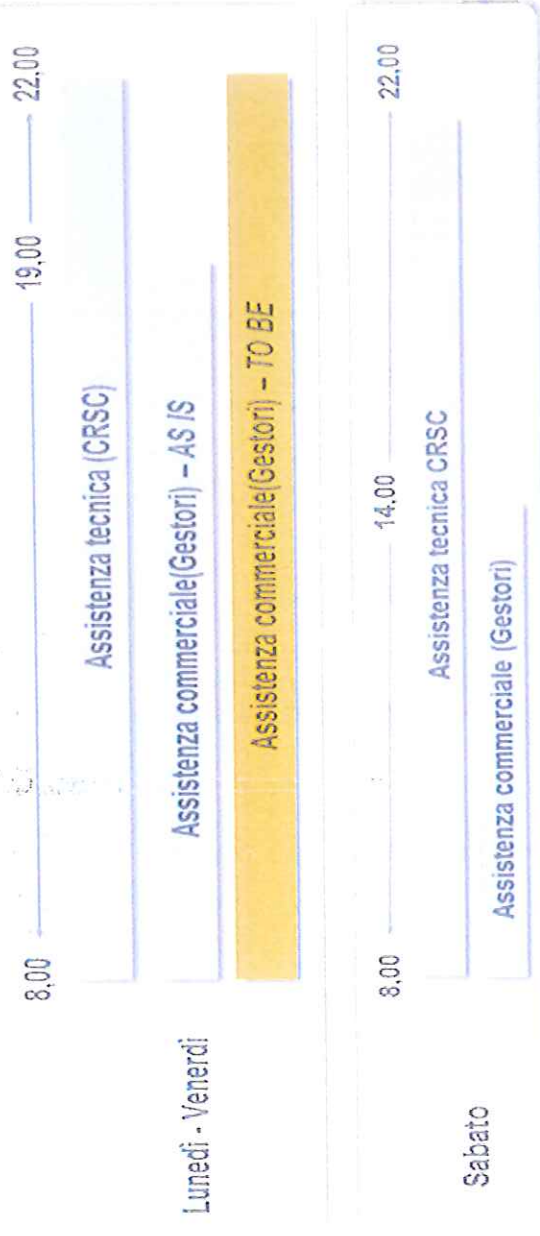 8,00 19,00 22,00
Assistenza tecnica (CRSC)
Lunedì - Venerdì
Assistenza commerciale(Gestori) – AS IS
Assistenza commerciale(Gestori) – TO BE
8,00 14,00 22,00
Sabato
Assistenza tecnica CRSC
Assistenza commerciale (Gestori)